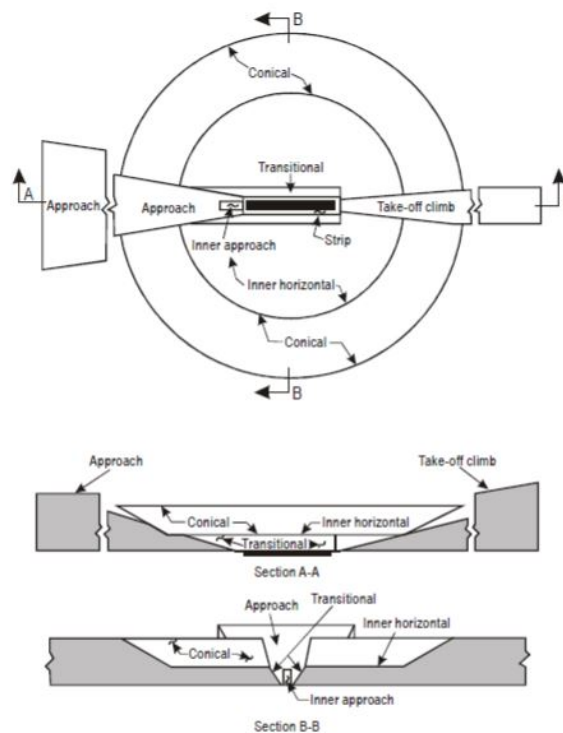 B
Conical
Transitional
A
Approach
Approach
Take-off climb
Inner approach
Strip
Inner horizontal
Conical
B
Approach
Take-off climb
Conical
Inner horizontal
Transitional
Section A-A
Approach
Transitional
Inner horizontal
Conical
Inner approach
Section B-B